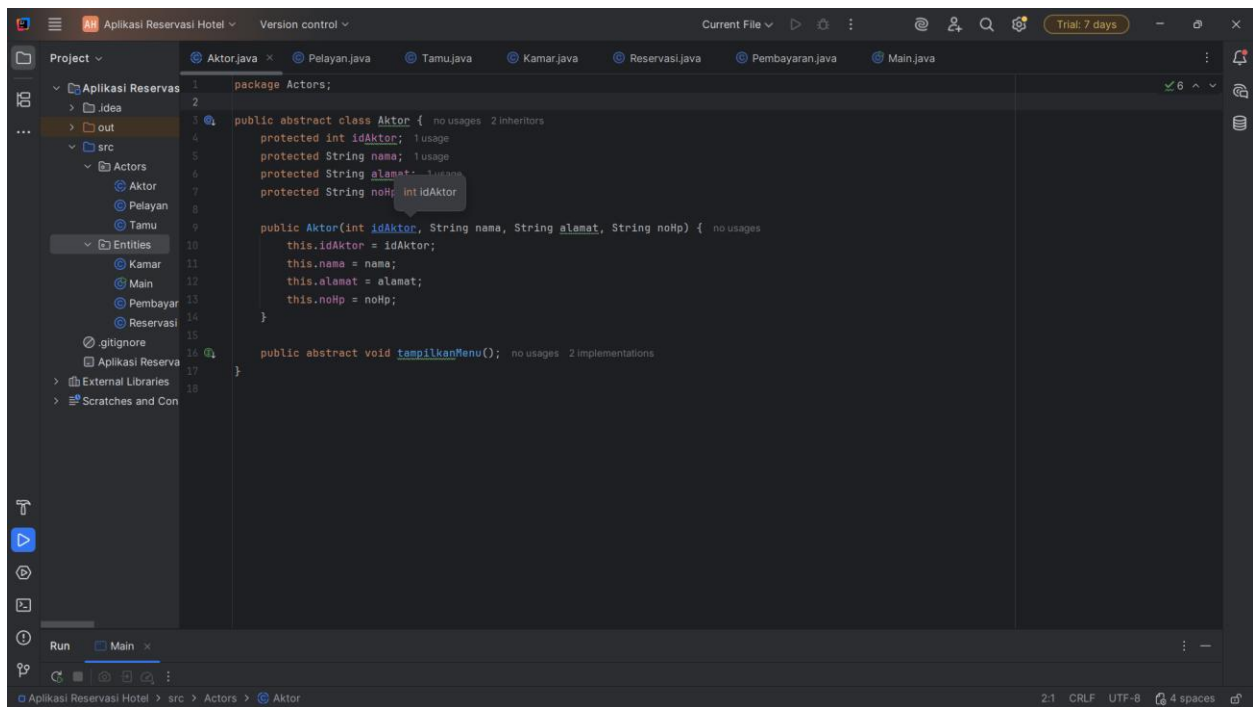 AH Aplikasi Reservasi Hotel Version control Current File Trial: 7 days
Project
Aktor.java Pelayan.java Tamu.java Kamar.java Reservasi.java Pembayaran.java Main.java
Aplikasi Reservas
.idea
out
src
Actors
Aktor
Pelayan
Tamu
Entities
Kamar
Main
Pembayar
Reservasi
.gitignore
Aplikasi Reserva
External Libraries
Scratches and Con
6
1 package Actors;
2
3 public abstract class Aktor { no usages 2 inheritors
4 protected int idAktor; 1 usage
5 protected String nama; 1 usage
6 protected String alamat; 1 usage
7 protected String noHp
int idAktor
8
9 public Aktor(int idAktor, String nama, String alamat, String noHp) { no usages
10 this.idAktor = idAktor;
11 this.nama = nama;
12 this.alamat = alamat;
13 this.noHp = noHp;
14 }
15
16 public abstract void tampilkanMenu(); no usages 2 implementations
17 }
18
Run Main
Aplikasi Reservasi Hotel > src > Actors > Aktor 2:1 CRLF UTF-8 4 spaces